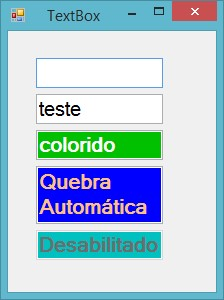 TextBox
teste
colorido
Quebra
Automática
Desabilitado